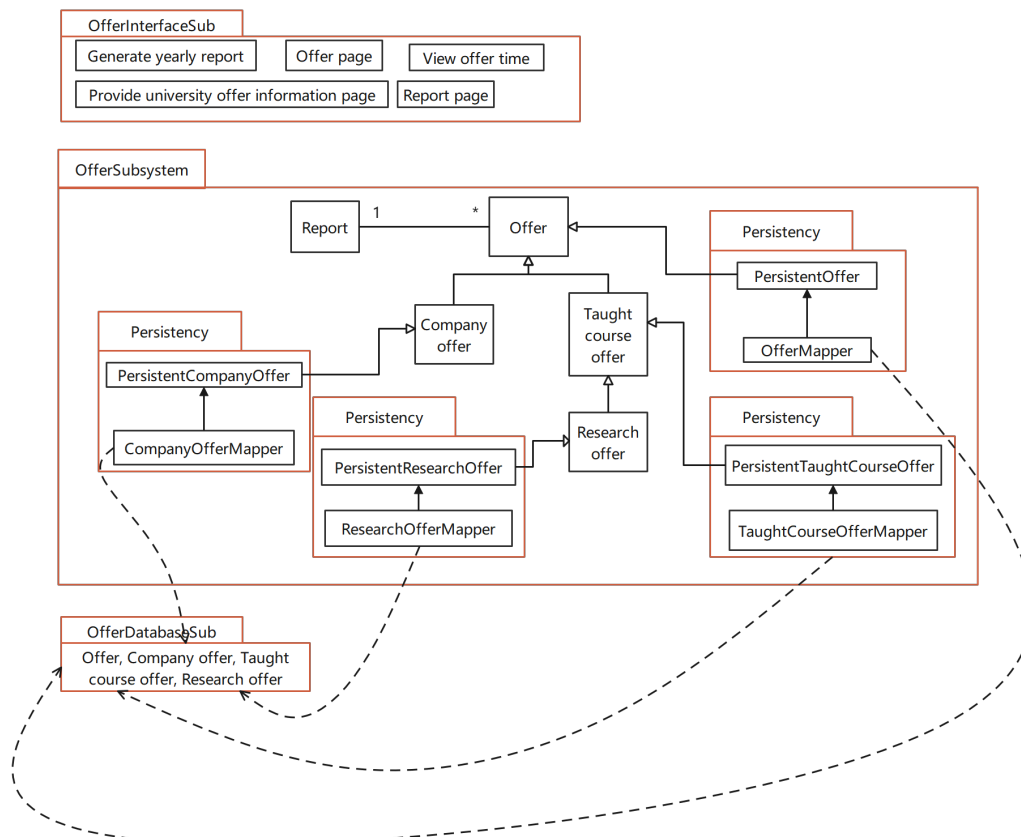 OfferInterfaceSub
Generate yearly report
Offer page
View offer time
Provide university offer information page
Report page
OfferSubsystem
Report
1
*
Offer
Persistency
PersistentOffer
OfferMapper
Company
offer
Taught
course
offer
Persistency
PersistentCompanyOffer
CompanyOfferMapper
Persistency
PersistentResearchOffer
ResearchOfferMapper
Research
offer
Persistency
PersistentTaughtCourseOffer
TaughtCourseOfferMapper
OfferDatabaseSub
Offer, Company offer, Taught
course offer, Research offer